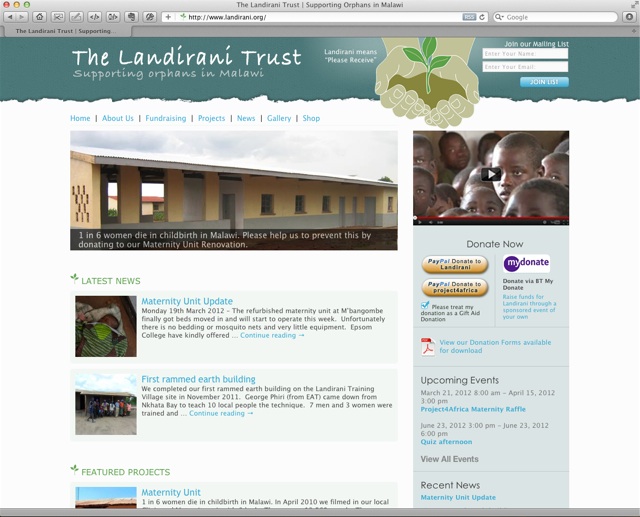 The Landirani Trust | Supporting Orphans in Malawi
http://www.landirani.org/
RSS
Google
The Landirani Trust | Supporting...
The Landirani Trust
Supporting orphans in Malawi
Landirani means
"Please Receive"
Join our Mailing List
Enter Your Name:
Enter Your Email:
JOIN LIST
Home | About Us | Fundraising | Projects | News | Gallery | Shop
1 in 6 women die in childbirth in Malawi. Please help us to prevent this by
donating to our Maternity Unit Renovation.
LATEST NEWS
Maternity Unit Update
Monday 19th March 2012 – The refurbished maternity unit at M'bangombe
finally got beds moved in and will start to operate this week. Unfortunately
there is no bedding or mosquito nets and very little equipment. Epsom
College have kindly offered ... Continue reading →
First rammed earth building
We completed our first rammed earth building on the Landirani Training
Village site in November 2011. George Phiri (from EAT) came down from
Nkhata Bay to teach 10 local people the technique. 7 men and 3 women were
trained and ... Continue reading →
FEATURED PROJECTS
Maternity Unit
1 in 6 women die in childbirth in Malawi. In April 2010 we filmed in our local
Donate Now
PayPal Donate to
Landirani
PayPal Donate to
project4africa
Please treat my
donation as a Gift Aid
Donation
mydonate
Donate via BT My
Donate
Raise funds for
Landirani through a
sponsored event of
your own
View our Donation Forms available
for download
Upcoming Events
March 21, 2012 8:00 am – April 15, 2012
3:00 pm
Project4Africa Maternity Raffle
June 23, 2012 3:00 pm – June 23, 2012
6:00 pm
Quiz afternoon
View All Events
Recent News
Maternity Unit Update